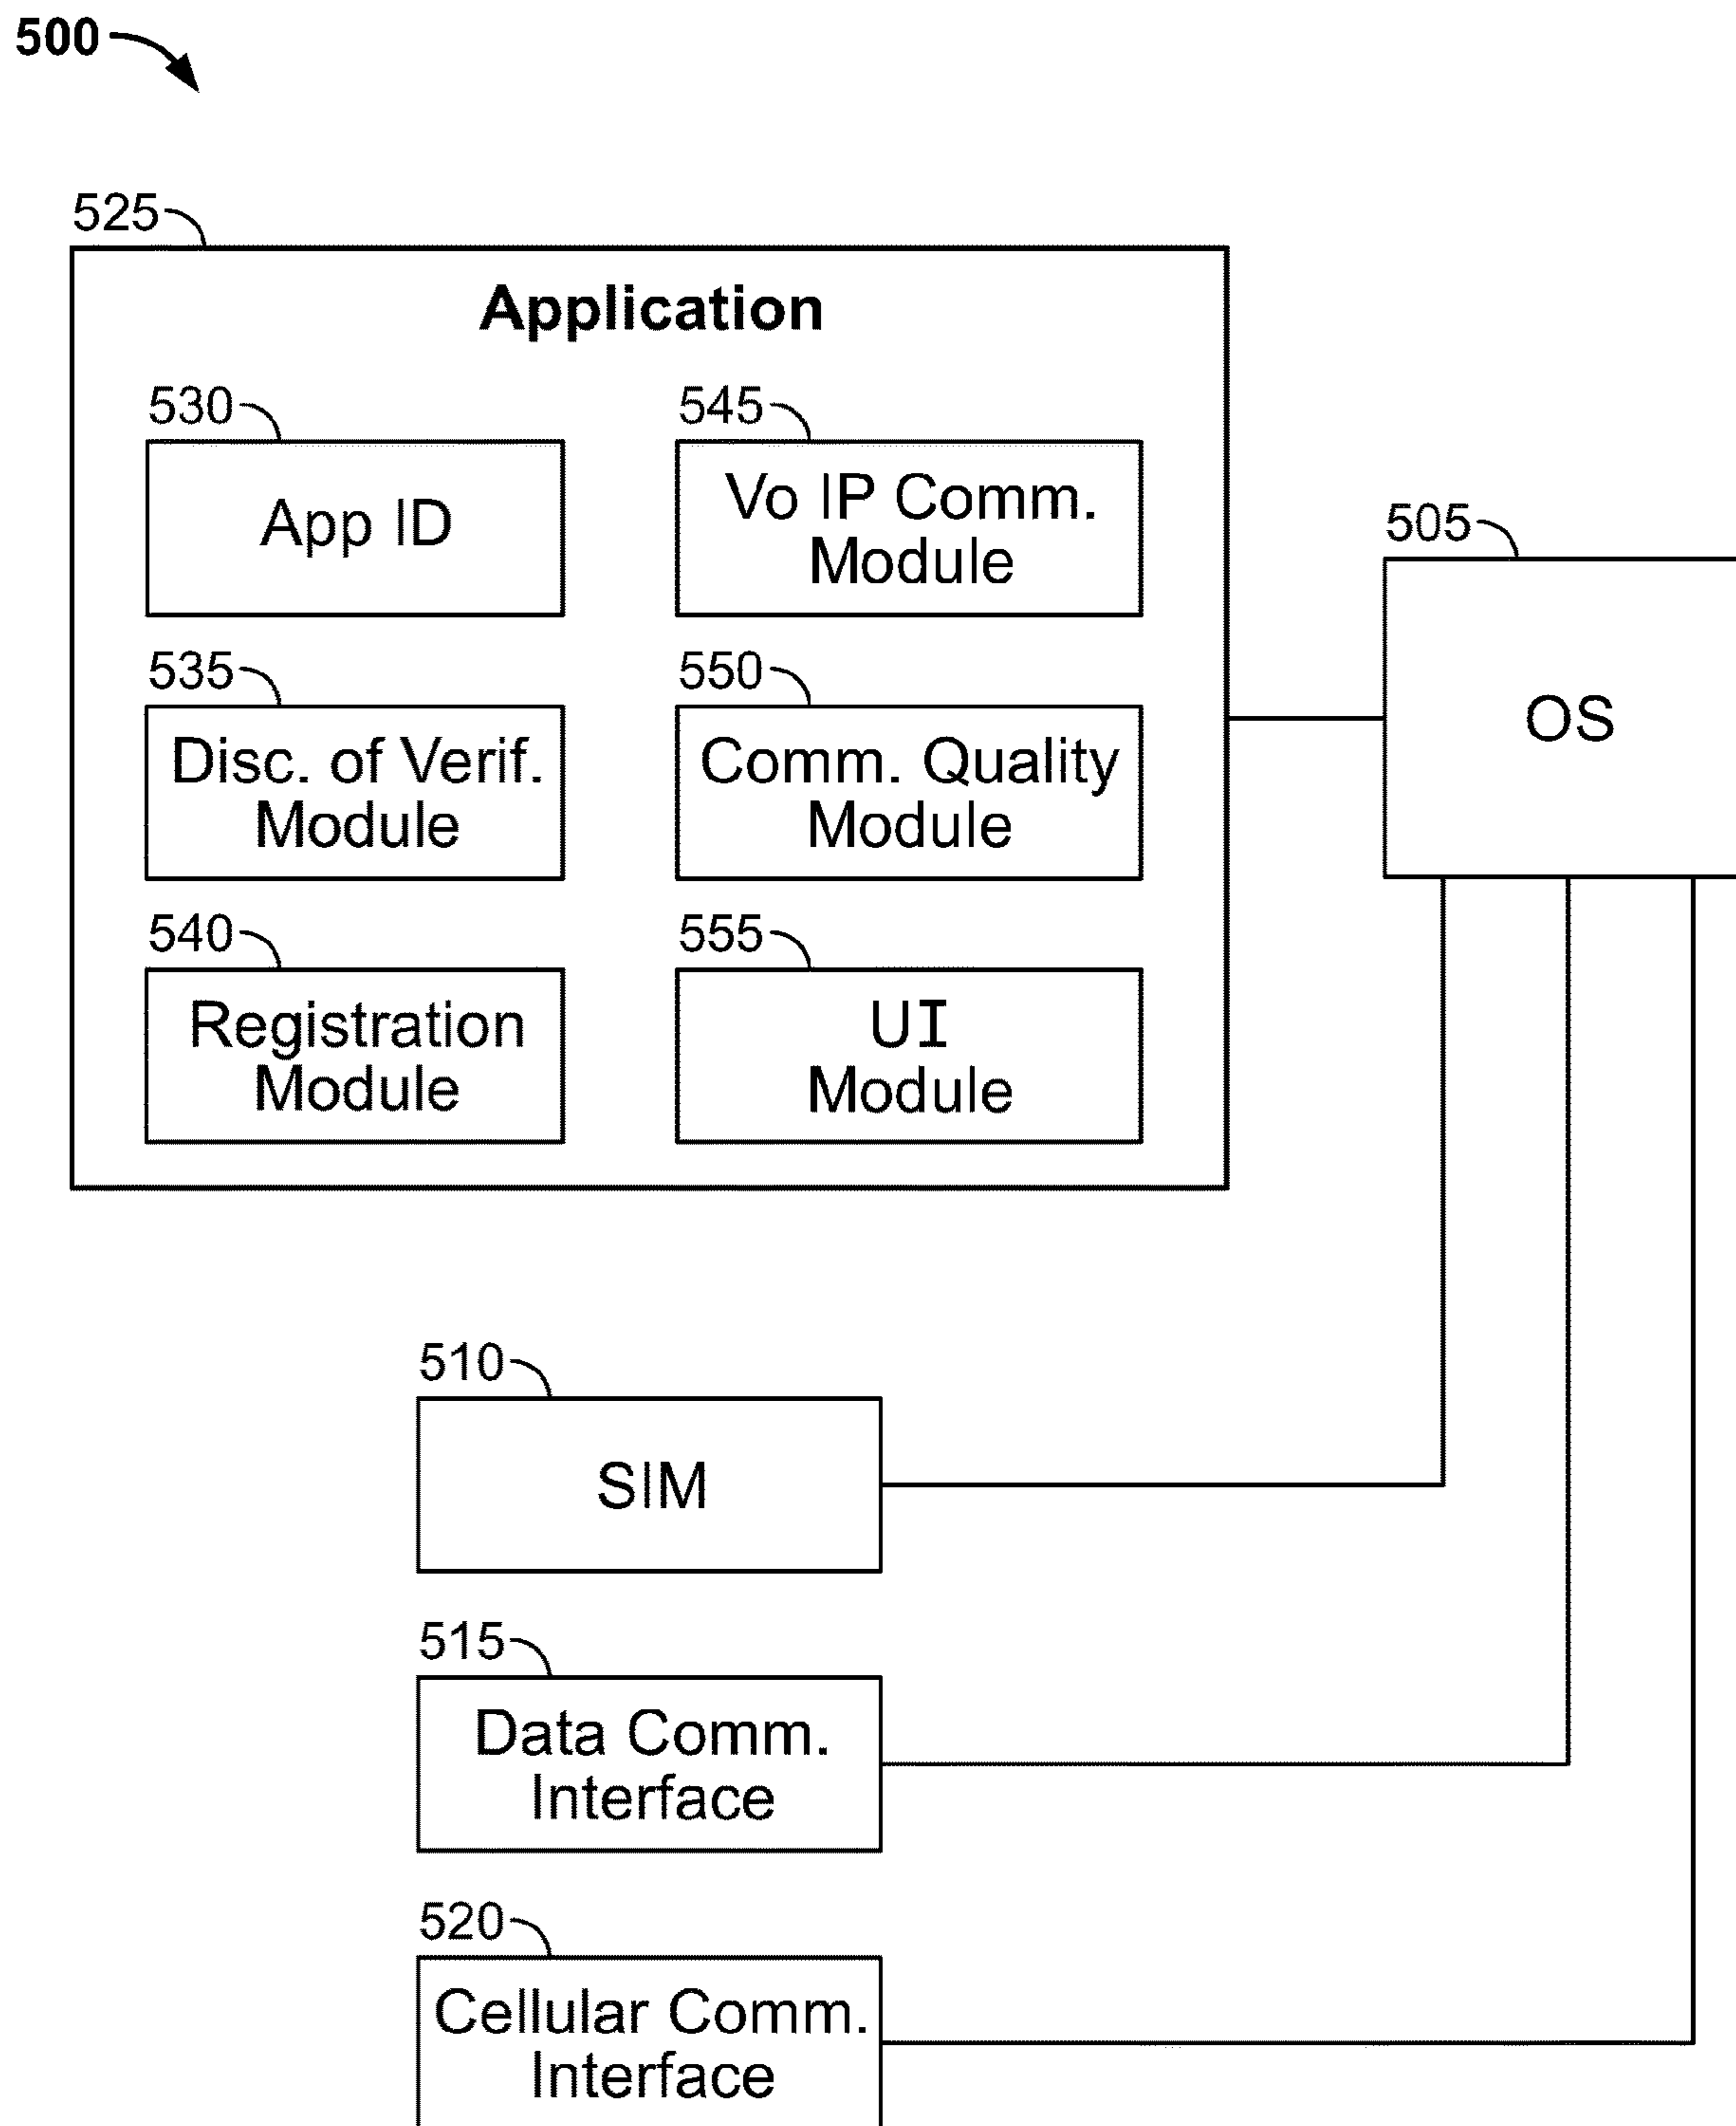 500
525
Application
530
App ID
545
Vo IP Comm.
Module
535
Disc. of Verif.
Module
550
Comm. Quality
Module
540
Registration
Module
555
UI
Module
505
OS
510
SIM
515
Data Comm.
Interface
520
Cellular Comm.
Interface